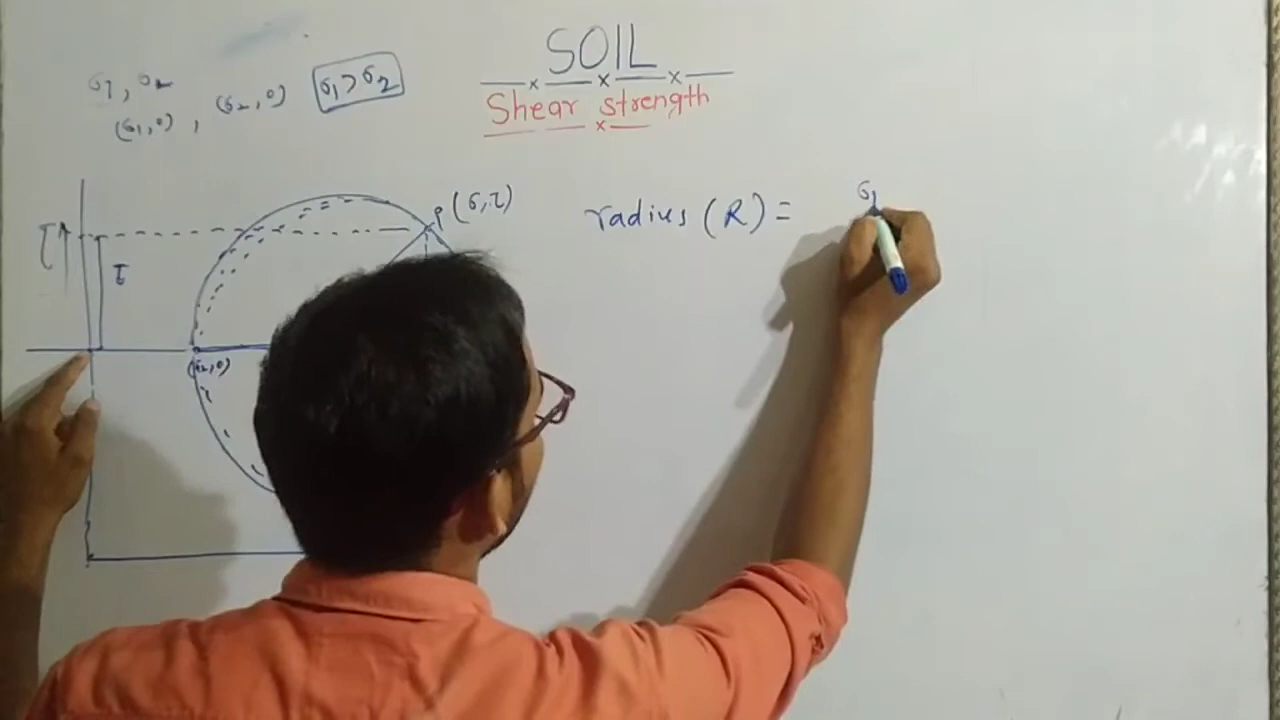 SOIL
Shear strength
σ1, σ2
(σ1,0), (σ2,0) σ1>σ2
P(σ,τ)
τ↑
τ
radius (R) = σ1
(σ2,0)